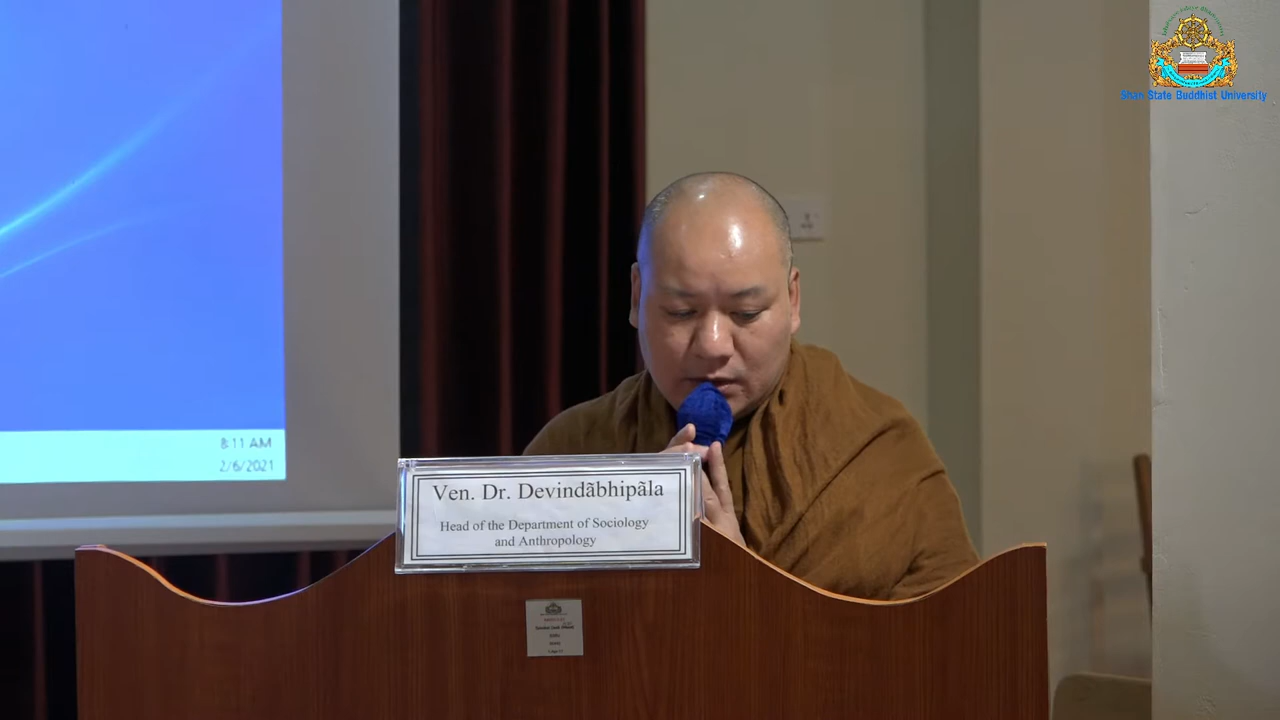 Shan State Buddhist University
8:11 AM
2/6/2021
Ven. Dr. Devindãbhipãla
Head of the Department of Sociology
and Anthropology